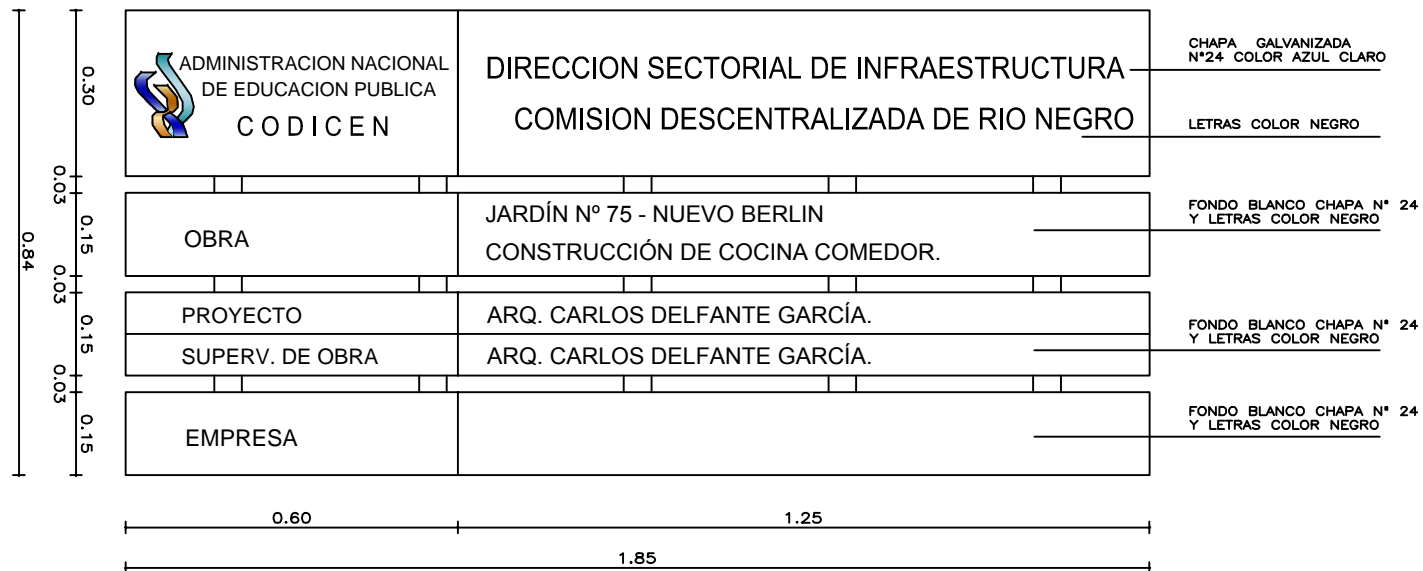 ADMINISTRACION NACIONAL
DE EDUCACION PUBLICA
CODICEN
DIRECCION SECTORIAL DE INFRAESTRUCTURA
COMISION DESCENTRALIZADA DE RIO NEGRO
CHAPA GALVANIZADA
N°24 COLOR AZUL CLARO
LETRAS COLOR NEGRO
OBRA
JARDÍN Nº 75 - NUEVO BERLIN
CONSTRUCCIÓN DE COCINA COMEDOR.
FONDO BLANCO CHAPA N° 24
Y LETRAS COLOR NEGRO
PROYECTO
ARQ. CARLOS DELFANTE GARCÍA.
SUPERV. DE OBRA
ARQ. CARLOS DELFANTE GARCÍA.
FONDO BLANCO CHAPA N° 24
Y LETRAS COLOR NEGRO
EMPRESA
FONDO BLANCO CHAPA N° 24
Y LETRAS COLOR NEGRO
0.84
0.30
0.03
0.15
0.03
0.15
0.03
0.15
0.60
1.25
1.85